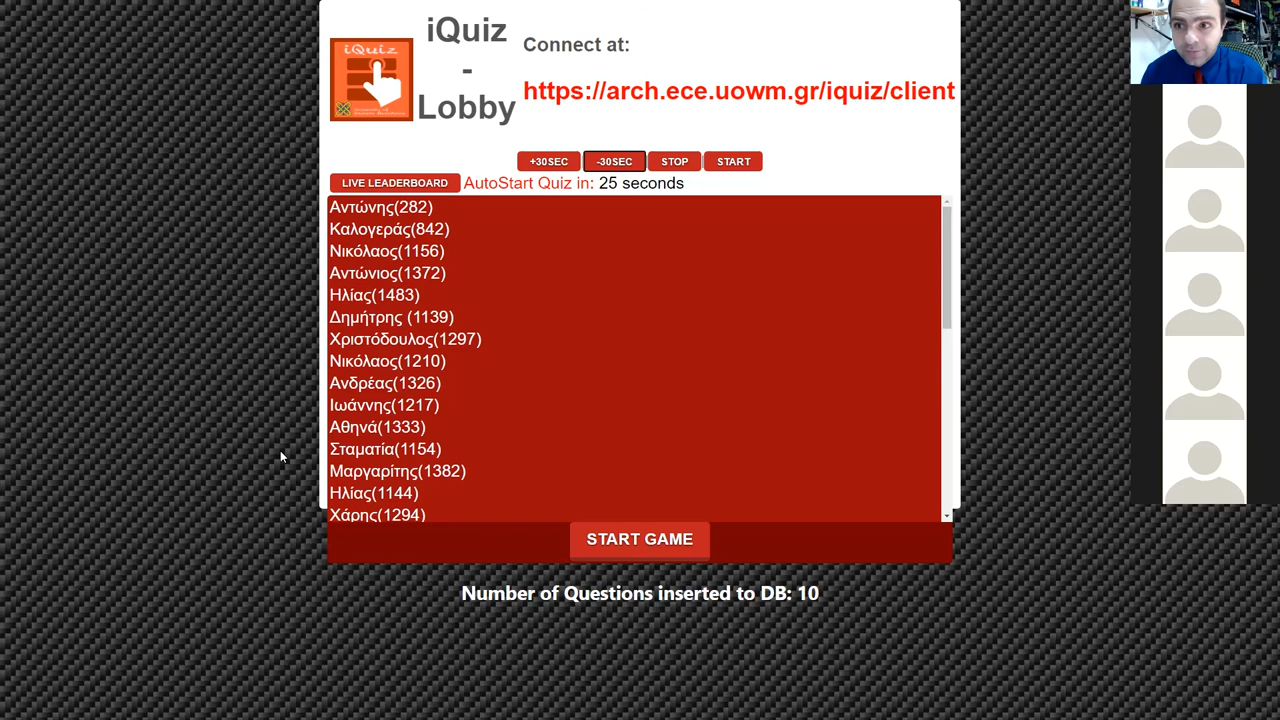 iQuiz
iQuiz
-
Lobby
Connect at:
https://arch.ece.uowm.gr/iquiz/client
+30SEC
-30SEC
STOP
START
LIVE LEADERBOARD
AutoStart Quiz in: 25 seconds
Αντώνης(282)
Καλογεράς(842)
Νικόλαος(1156)
Αντώνιος(1372)
Ηλίας(1483)
Δημήτρης (1139)
Χριστόδουλος(1297)
Νικόλαος(1210)
Ανδρέας(1326)
Ιωάννης(1217)
Αθηνά(1333)
Σταματία(1154)
Μαργαρίτης(1382)
Ηλίας(1144)
Χάρης(1294)
START GAME
Number of Questions inserted to DB: 10